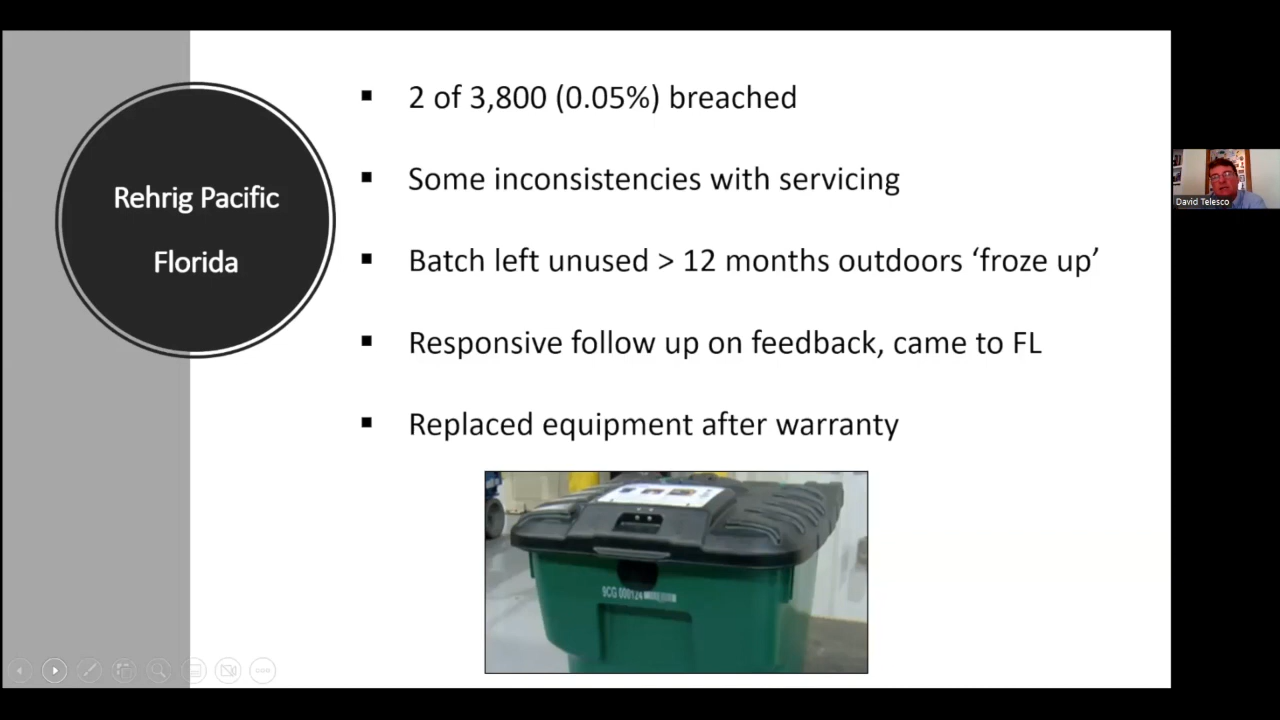 Rehrig Pacific
Florida
2 of 3,800 (0.05%) breached
Some inconsistencies with servicing
Batch left unused > 12 months outdoors ‘froze up’
Responsive follow up on feedback, came to FL
Replaced equipment after warranty
David Telesco